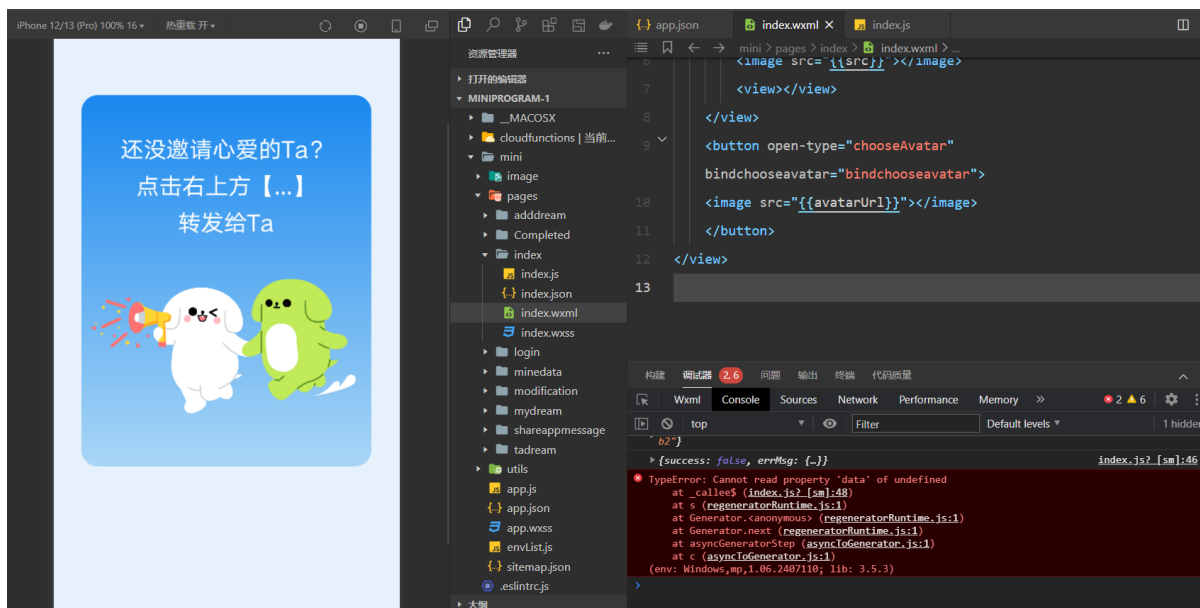 iPhone 12/13 (Pro) 100% 16
热重载 开
还没邀请心爱的Ta?
点击右上方【...】
转发给Ta
资源管理器
打开的编辑器
MINIPROGRAM-1
__MACOSX
cloudfunctions | 当前...
mini
image
pages
adddream
Completed
index
index.js
index.json
index.wxml
index.wxss
login
minedata
modification
mydream
shareappmessage
tadream
utils
app.js
app.json
app.wxss
envList.js
sitemap.json
.eslintrc.js
大纲
app.json
index.wxml
index.js
mini > pages > index > index.wxml > ...
6 <image src="{{src}}"></image>
7 <view></view>
8 </view>
9 <button open-type="chooseAvatar"
bindchooseavatar="bindchooseavatar">
10 <image src="{{avatarUrl}}"></image>
11 </button>
12 </view>
13
构建 调试器 2, 6 问题 输出 终端 代码质量
Wxml Console Sources Network Performance Memory » 2 6
top Filter Default levels 1 hidden
b2"}
{success: false, errMsg: {…}} index.js? [sm]:46
TypeError: Cannot read property 'data' of undefined
at _callee$ (index.js? [sm]:48)
at s (regeneratorRuntime.js:1)
at Generator.<anonymous> (regeneratorRuntime.js:1)
at Generator.next (regeneratorRuntime.js:1)
at asyncGeneratorStep (asyncToGenerator.js:1)
at c (asyncToGenerator.js:1)
(env: Windows,mp,1.06.2407110; lib: 3.5.3)